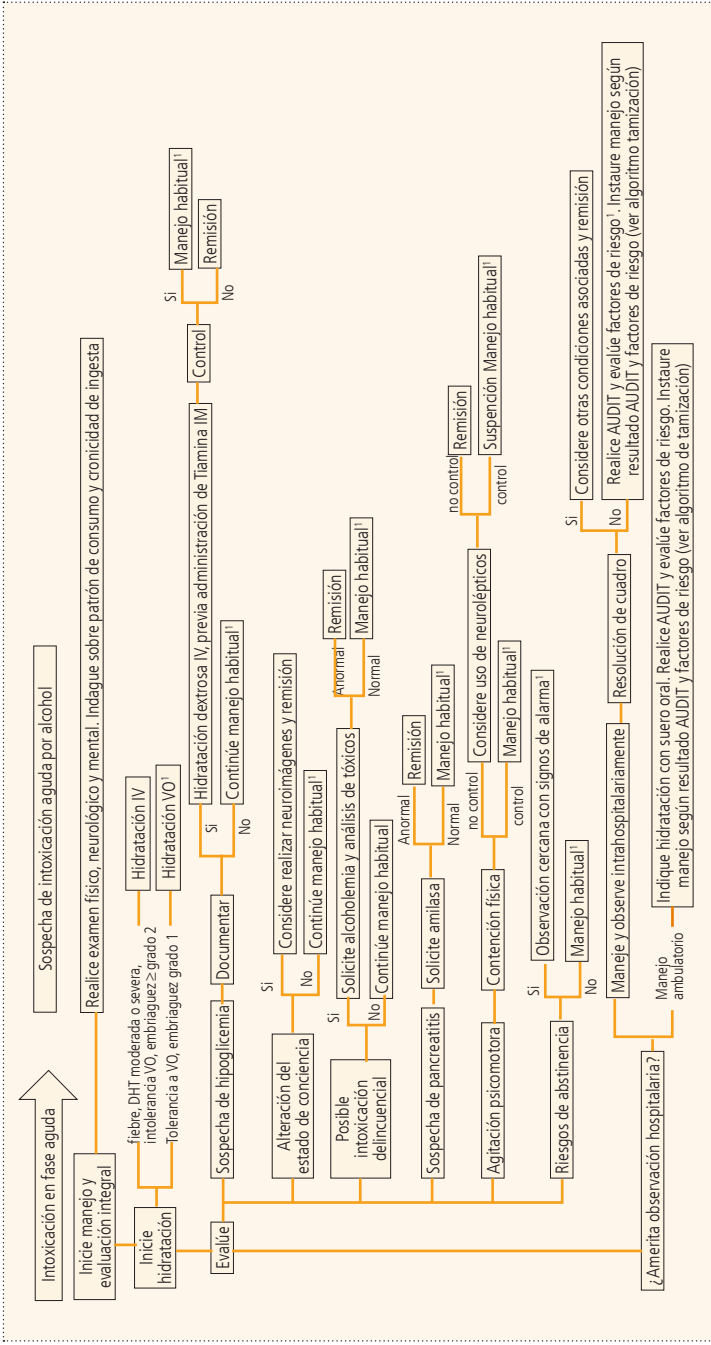 Intoxicación en fase aguda
Sospecha de intoxicación aguda por alcohol
Inicie manejo y
evaluación integral
Realice examen físico, neurológico y mental. Indague sobre patrón de consumo y cronicidad de ingesta
Inicie
hidratación
fiebre, DHT moderada o severa,
intolerancia VO, embriaguez ≥ grado 2
Hidratación IV
Tolerancia a VO, embriaguez grado 1
Hidratación VO¹
Evalúe
Sospecha de hipoglicemia
Documentar
Si
Hidratación dextrosa IV, previa administración de Tiamina IM
Control
Si
Manejo habitual¹
No
Remisión
No
Continúe manejo habitual¹
Alteración del
estado de conciencia
Si
Considere realizar neuroimágenes y remisión
No
Continúe manejo habitual¹
Posible
intoxicación
delincuencial
Si
Solicite alcoholemia y análisis de tóxicos
Anormal
Remisión
Normal
Manejo habitual¹
No
Continúe manejo habitual
Sospecha de pancreatitis
Solicite amilasa
Anormal
Remisión
Normal
Manejo habitual¹
Agitación psicomotora
Contención física
no control
Considere uso de neurolépticos
no control
Remisión
control
Suspención Manejo habitual¹
control
Manejo habitual¹
Riesgos de abstinencia
Si
Observación cercana con signos de alarma¹
No
Manejo habitual¹
¿Amerita observación hospitalaria?
Maneje y observe intrahospitalariamente
Resolución de cuadro
Si
Considere otras condiciones asociadas y remisión
No
Realice AUDIT y evalúe factores de riesgo¹. Instaure manejo según
resultado AUDIT y factores de riesgo (ver algoritmo tamización)
Manejo
ambulatorio
Indique hidratación con suero oral. Realice AUDIT y evalúe factores de riesgo. Instaure
manejo según resultado AUDIT y factores de riesgo (ver algoritmo de tamización)